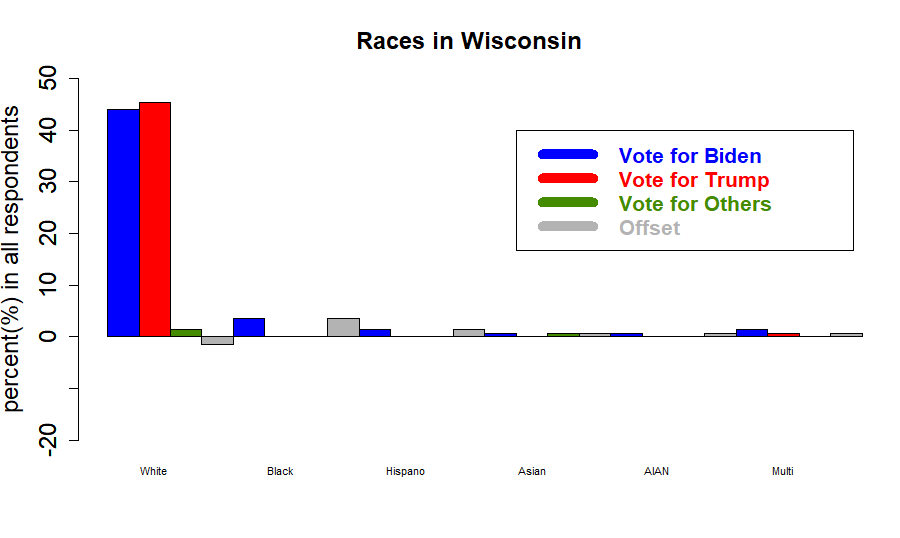 Races in Wisconsin
percent(%) in all respondents
50
40
30
20
10
0
-20
Vote for Biden
Vote for Trump
Vote for Others
Offset
White Black Hispano Asian AIAN Multi